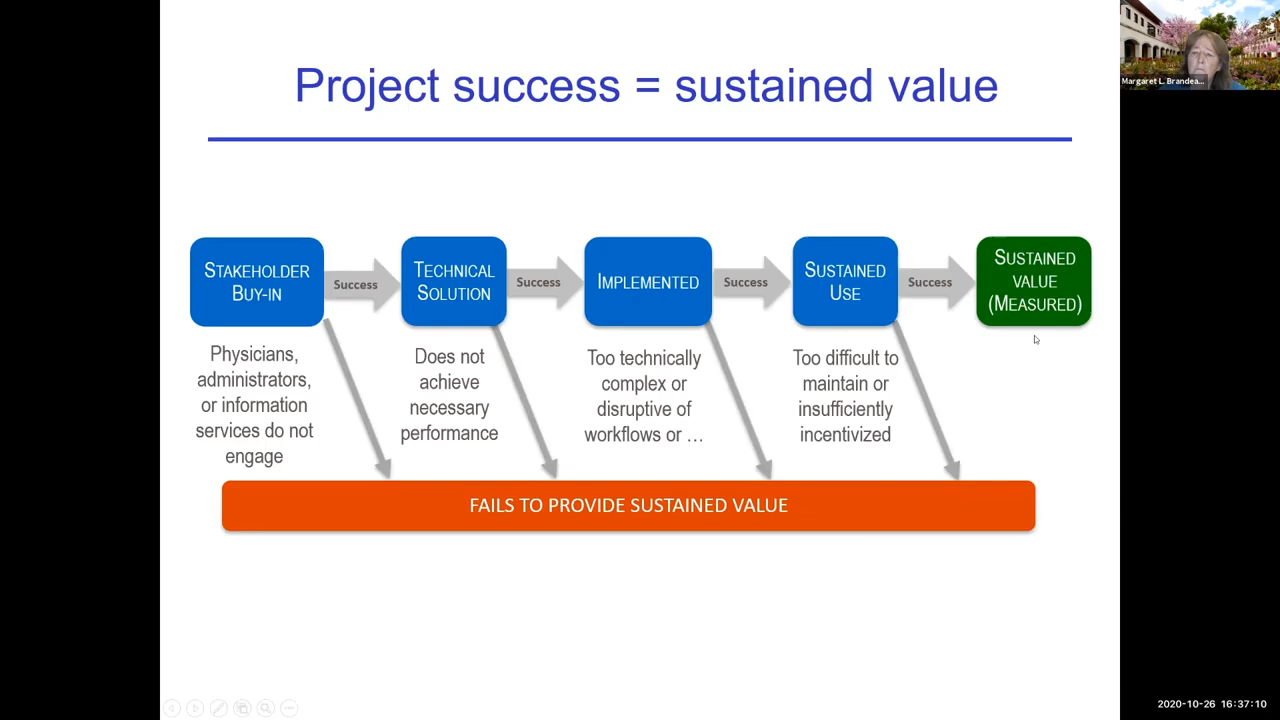 Project success = sustained value
STAKEHOLDER
BUY-IN
Success
TECHNICAL
SOLUTION
Success
IMPLEMENTED
Success
SUSTAINED
USE
Success
SUSTAINED
VALUE
(MEASURED)
Physicians,
administrators,
or information
services do not
engage
Does not
achieve
necessary
performance
Too technically
complex or
disruptive of
workflows or …
Too difficult to
maintain or
insufficiently
incentivized
FAILS TO PROVIDE SUSTAINED VALUE
Margaret L. Brandea...
2020-10-26 16:37:10